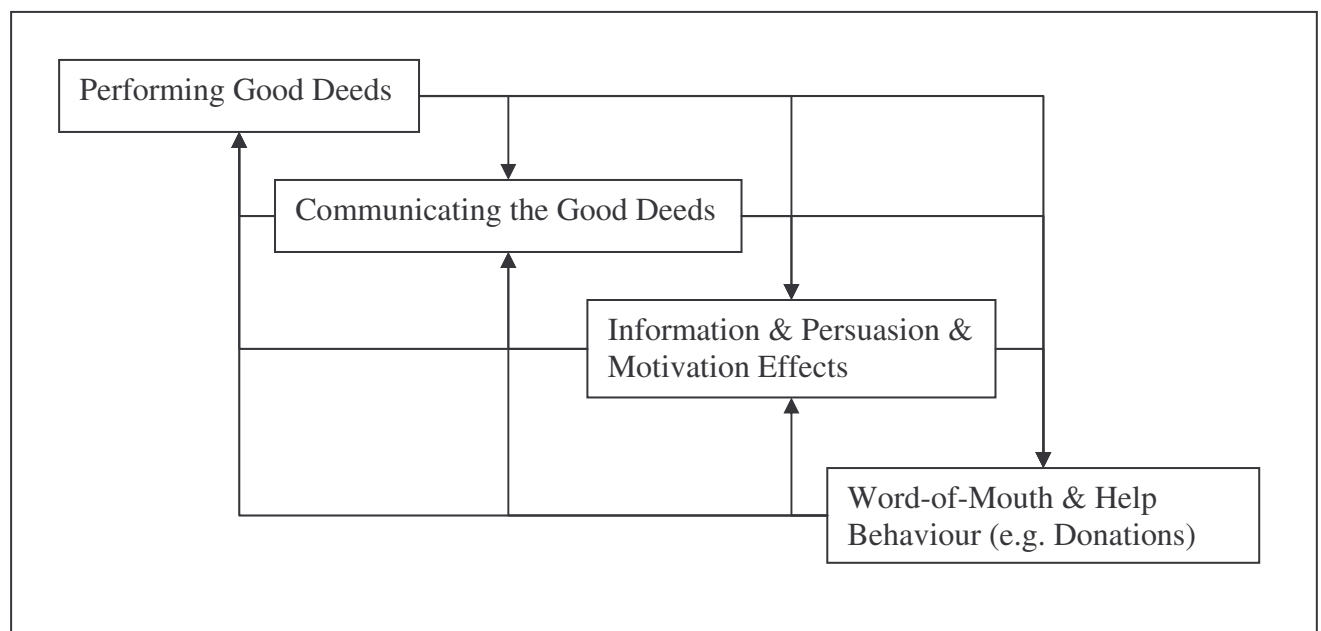 Performing Good Deeds
Communicating the Good Deeds
Information & Persuasion &
Motivation Effects
Word-of-Mouth & Help
Behaviour (e.g. Donations)